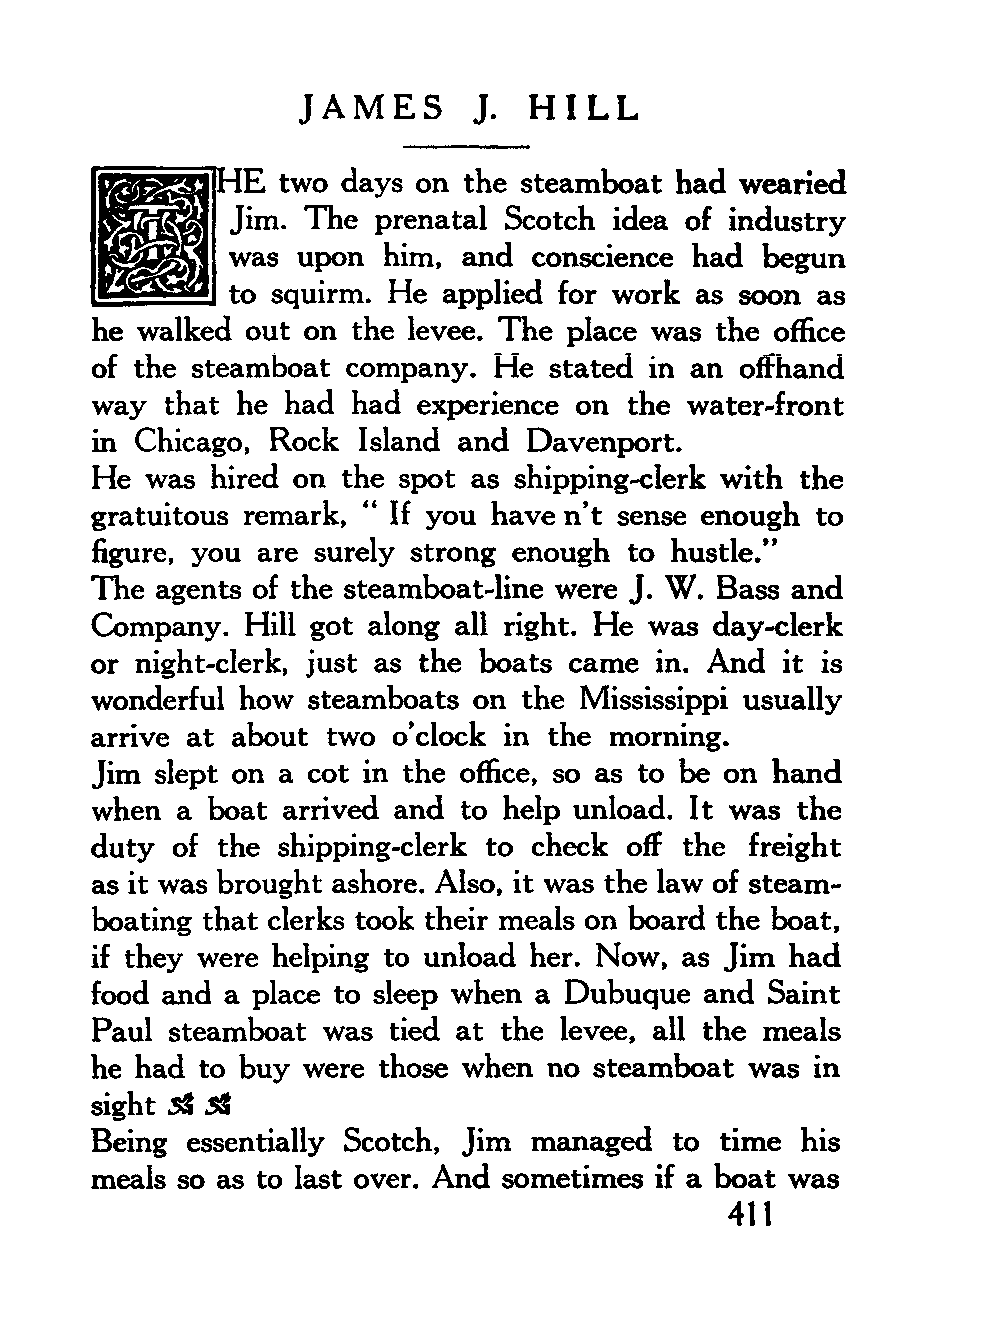 JAMES J. HILL
THE two days on the steamboat had wearied
Jim. The prenatal Scotch idea of industry
was upon him, and conscience had begun
to squirm. He applied for work as soon as
he walked out on the levee. The place was the office
of the steamboat company. He stated in an offhand
way that he had had experience on the water-front
in Chicago, Rock Island and Davenport.
He was hired on the spot as shipping-clerk with the
gratuitous remark, “ If you have n't sense enough to
figure, you are surely strong enough to hustle.”
The agents of the steamboat-line were J. W. Bass and
Company. Hill got along all right. He was day-clerk
or night-clerk, just as the boats came in. And it is
wonderful how steamboats on the Mississippi usually
arrive at about two o'clock in the morning.
Jim slept on a cot in the office, so as to be on hand
when a boat arrived and to help unload. It was the
duty of the shipping-clerk to check off the freight
as it was brought ashore. Also, it was the law of steam-
boating that clerks took their meals on board the boat,
if they were helping to unload her. Now, as Jim had
food and a place to sleep when a Dubuque and Saint
Paul steamboat was tied at the levee, all the meals
he had to buy were those when no steamboat was in
sight
Being essentially Scotch, Jim managed to time his
meals so as to last over. And sometimes if a boat was
411